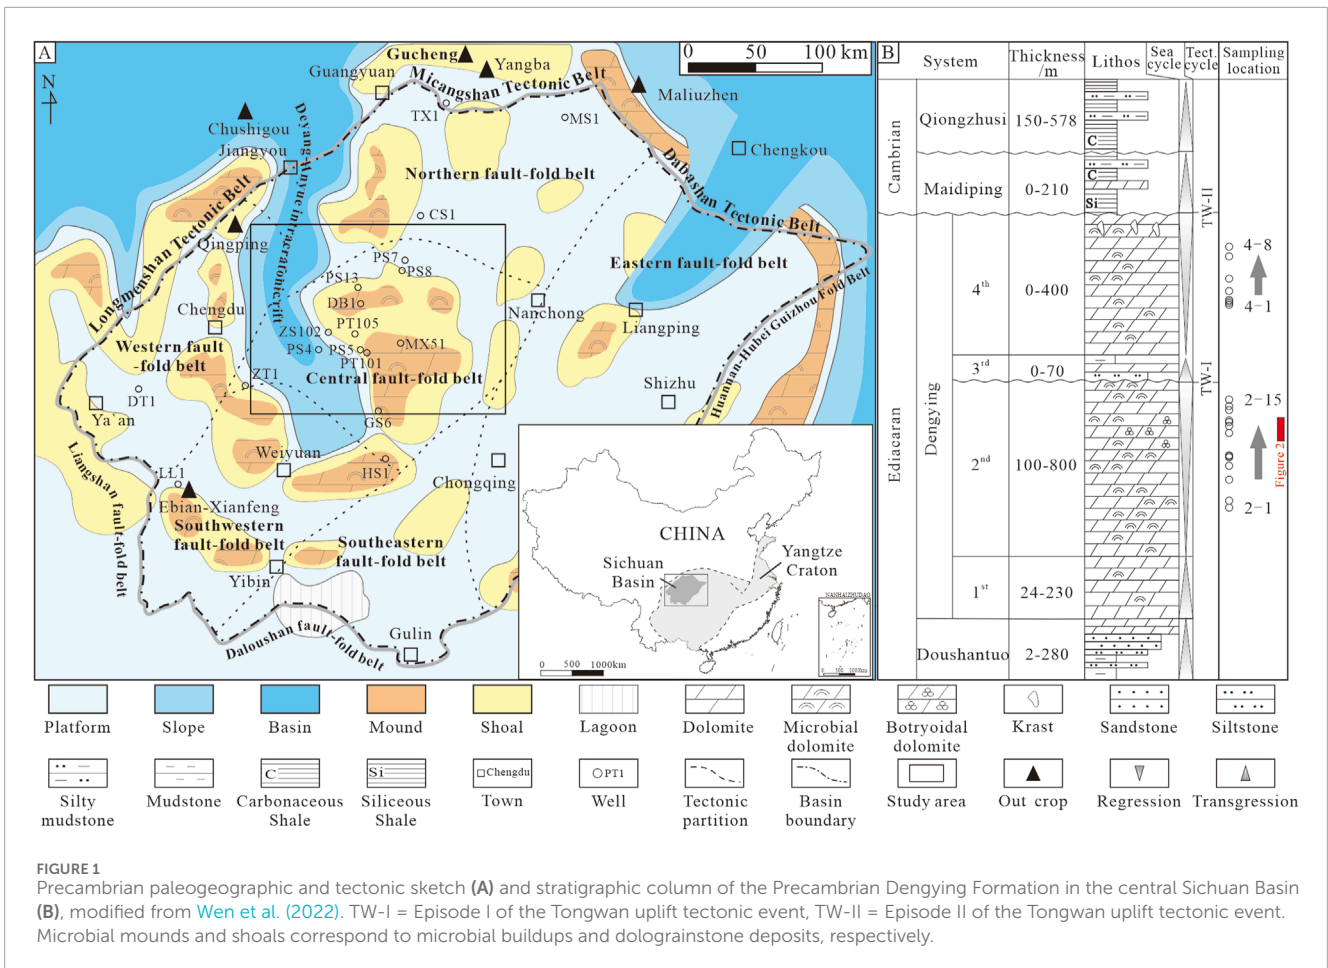 A
N
0 50 100 km
Gucheng
Yangba
Guangyuan
Micangshan Tectonic Belt
TX1
MS1
Maliuzhen
Chushigou
Jiangyou
Deyang-Anyue intracratonic rift
Chengkou
Northern fault-fold belt
Dabashan Tectonic Belt
CS1
Longmenshan Tectonic Belt
Qingping
PS7
PS8
PS13
Eastern fault-fold belt
Chengdu
DB1
Nanchong
Liangping
ZS102
PT105
MX51
PS4
PS5
PT101
Western fault
-fold belt
Central fault-fold belt
ZT1
DT1
Huannan-Hubei Guizhou Fold Belt
Shizhu
Ya'an
GS6
Weiyuan
HS1
Chongqing
LL1
Liangshan fault-fold belt
Ebian-Xianfeng
Southwestern
fault-fold belt
Southeastern
fault-fold belt
Yibin
Daloushan fault-fold belt
Gulin
CHINA
Sichuan
Basin
Yangtze
Craton
NANHAIZHUDAO
0 500 1000km
0 500 1000km
B
System
Thickness
/m
Lithos
Sea
cycle
Tect.
cycle
Sampling
location
Cambrian
Qiongzhusi
150-578
C
Maidiping
0-210
C
Si
TW-II
Ediacaran
Dengying
4th
0-400
4-8
4-1
3rd
0-70
TW-I
2nd
100-800
2-15
Figure 2
2-1
1st
24-230
Doushantuo
2-280
Platform
Slope
Basin
Mound
Shoal
Lagoon
Dolomite
Microbial
dolomite
Botryoidal
dolomite
Krast
Sandstone
Siltstone
C
Si
Chengdu
PT1
Silty
mudstone
Mudstone
Carbonaceous
Shale
Siliceous
Shale
Town
Well
Tectonic
partition
Basin
boundary
Study area
Out crop
Regression
Transgression
FIGURE 1
Precambrian paleogeographic and tectonic sketch (A) and stratigraphic column of the Precambrian Dengying Formation in the central Sichuan Basin
(B), modified from Wen et al. (2022). TW-I = Episode I of the Tongwan uplift tectonic event, TW-II = Episode II of the Tongwan uplift tectonic event.
Microbial mounds and shoals correspond to microbial buildups and dolograinstone deposits, respectively.